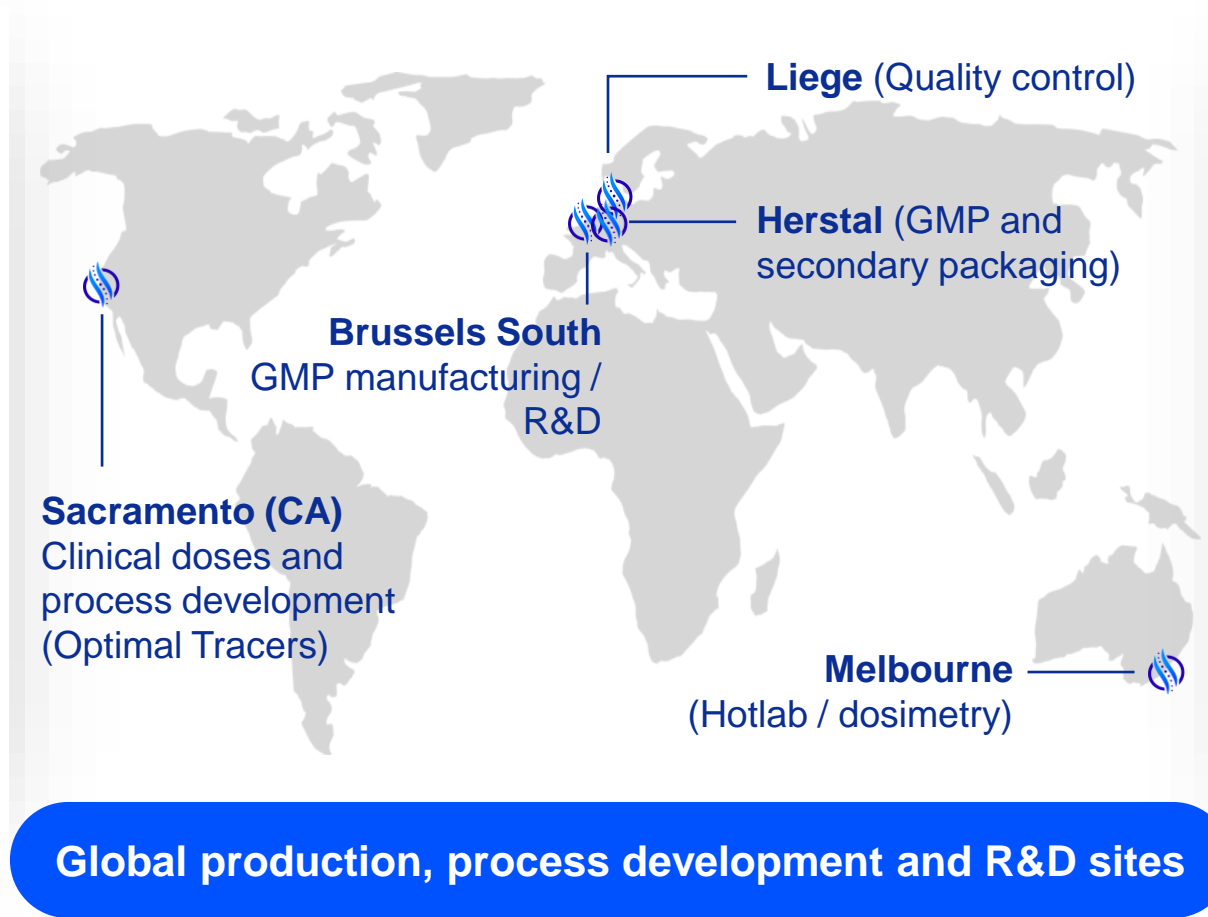 Liege (Quality control)
Herstal (GMP and
secondary packaging)
Brussels South
GMP manufacturing /
R&D
Sacramento (CA)
Clinical doses and
process development
(Optimal Tracers)
Melbourne
(Hotlab / dosimetry)
Global production, process development and R&D sites